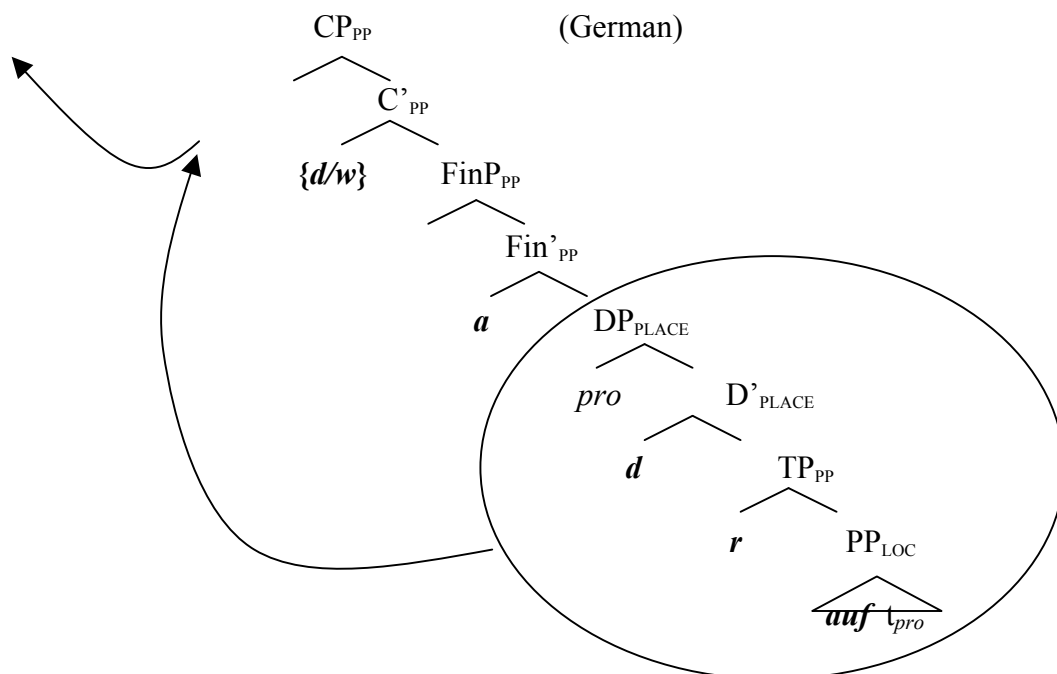 CPPP (German)
C’PP
{d/w} FinPPP
Fin’PP
a DPPLACE
pro D’PLACE
d TPPP
r PPLOC
auf tpro